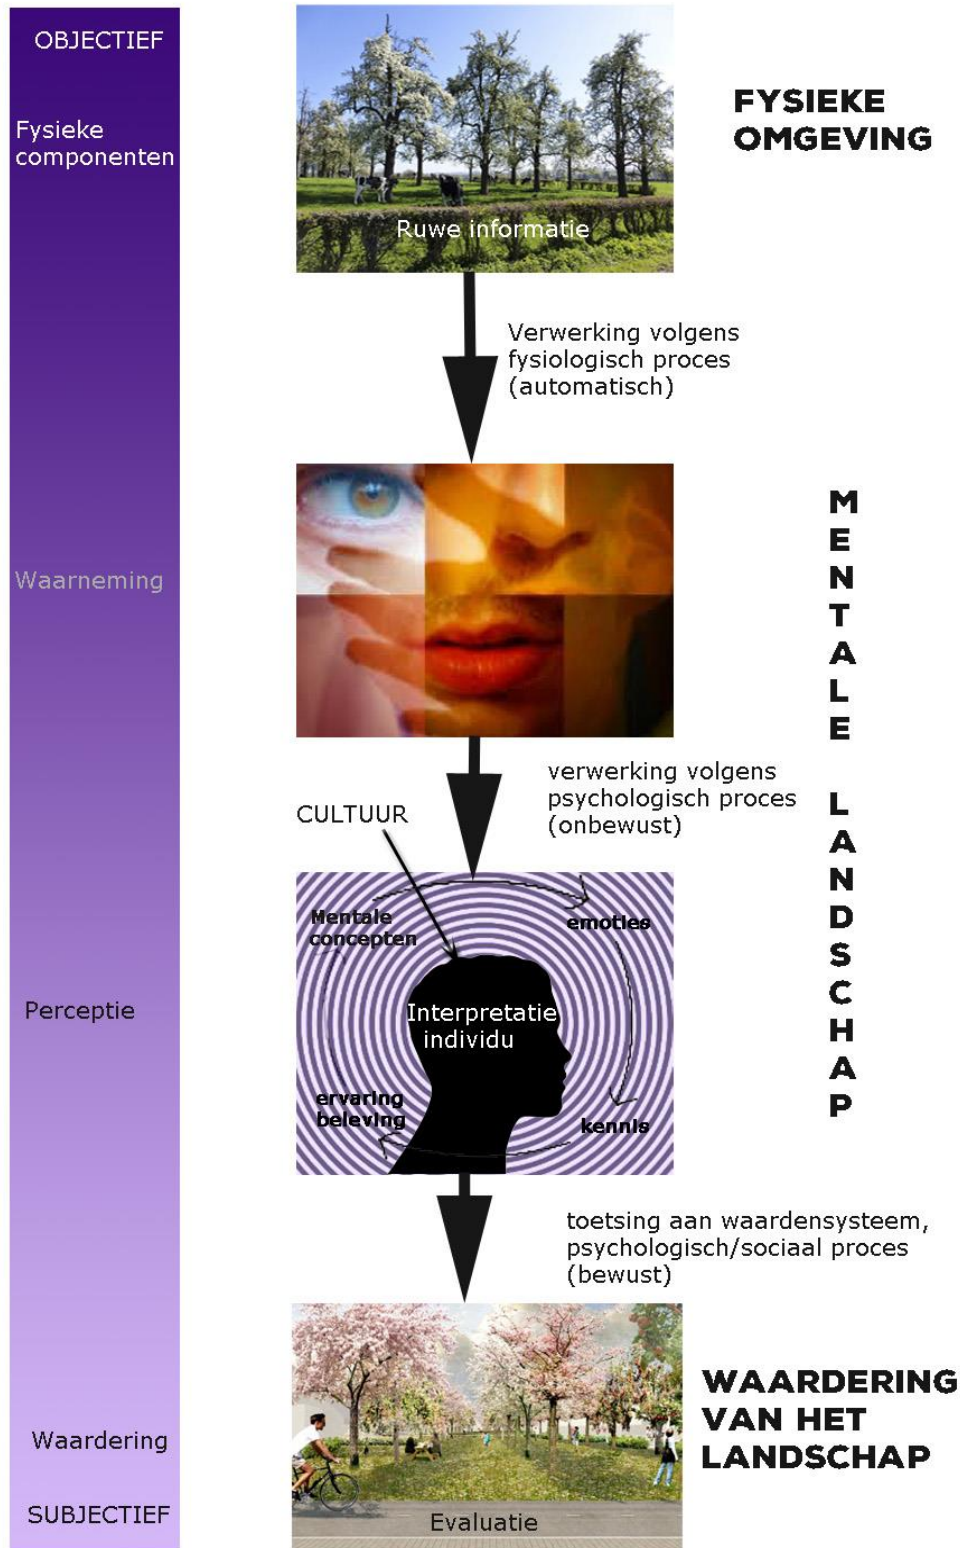 OBJECTIEF
Fysieke
componenten
Ruwe informatie
FYSIEKE
OMGEVING
Verwerking volgens
fysiologisch proces
(automatisch)
Waarneming
MENTALE LANDSCHAP
verwerking volgens
psychologisch proces
(onbewust)
CULTUUR
Mentale
concepten
emoties
Perceptie
Interpretatie
individu
ervaring
beleving
kennis
toetsing aan waardensysteem,
psychologisch/sociaal proces
(bewust)
WAARDERING
VAN HET
LANDSCHAP
Waardering
SUBJECTIEF
Evaluatie